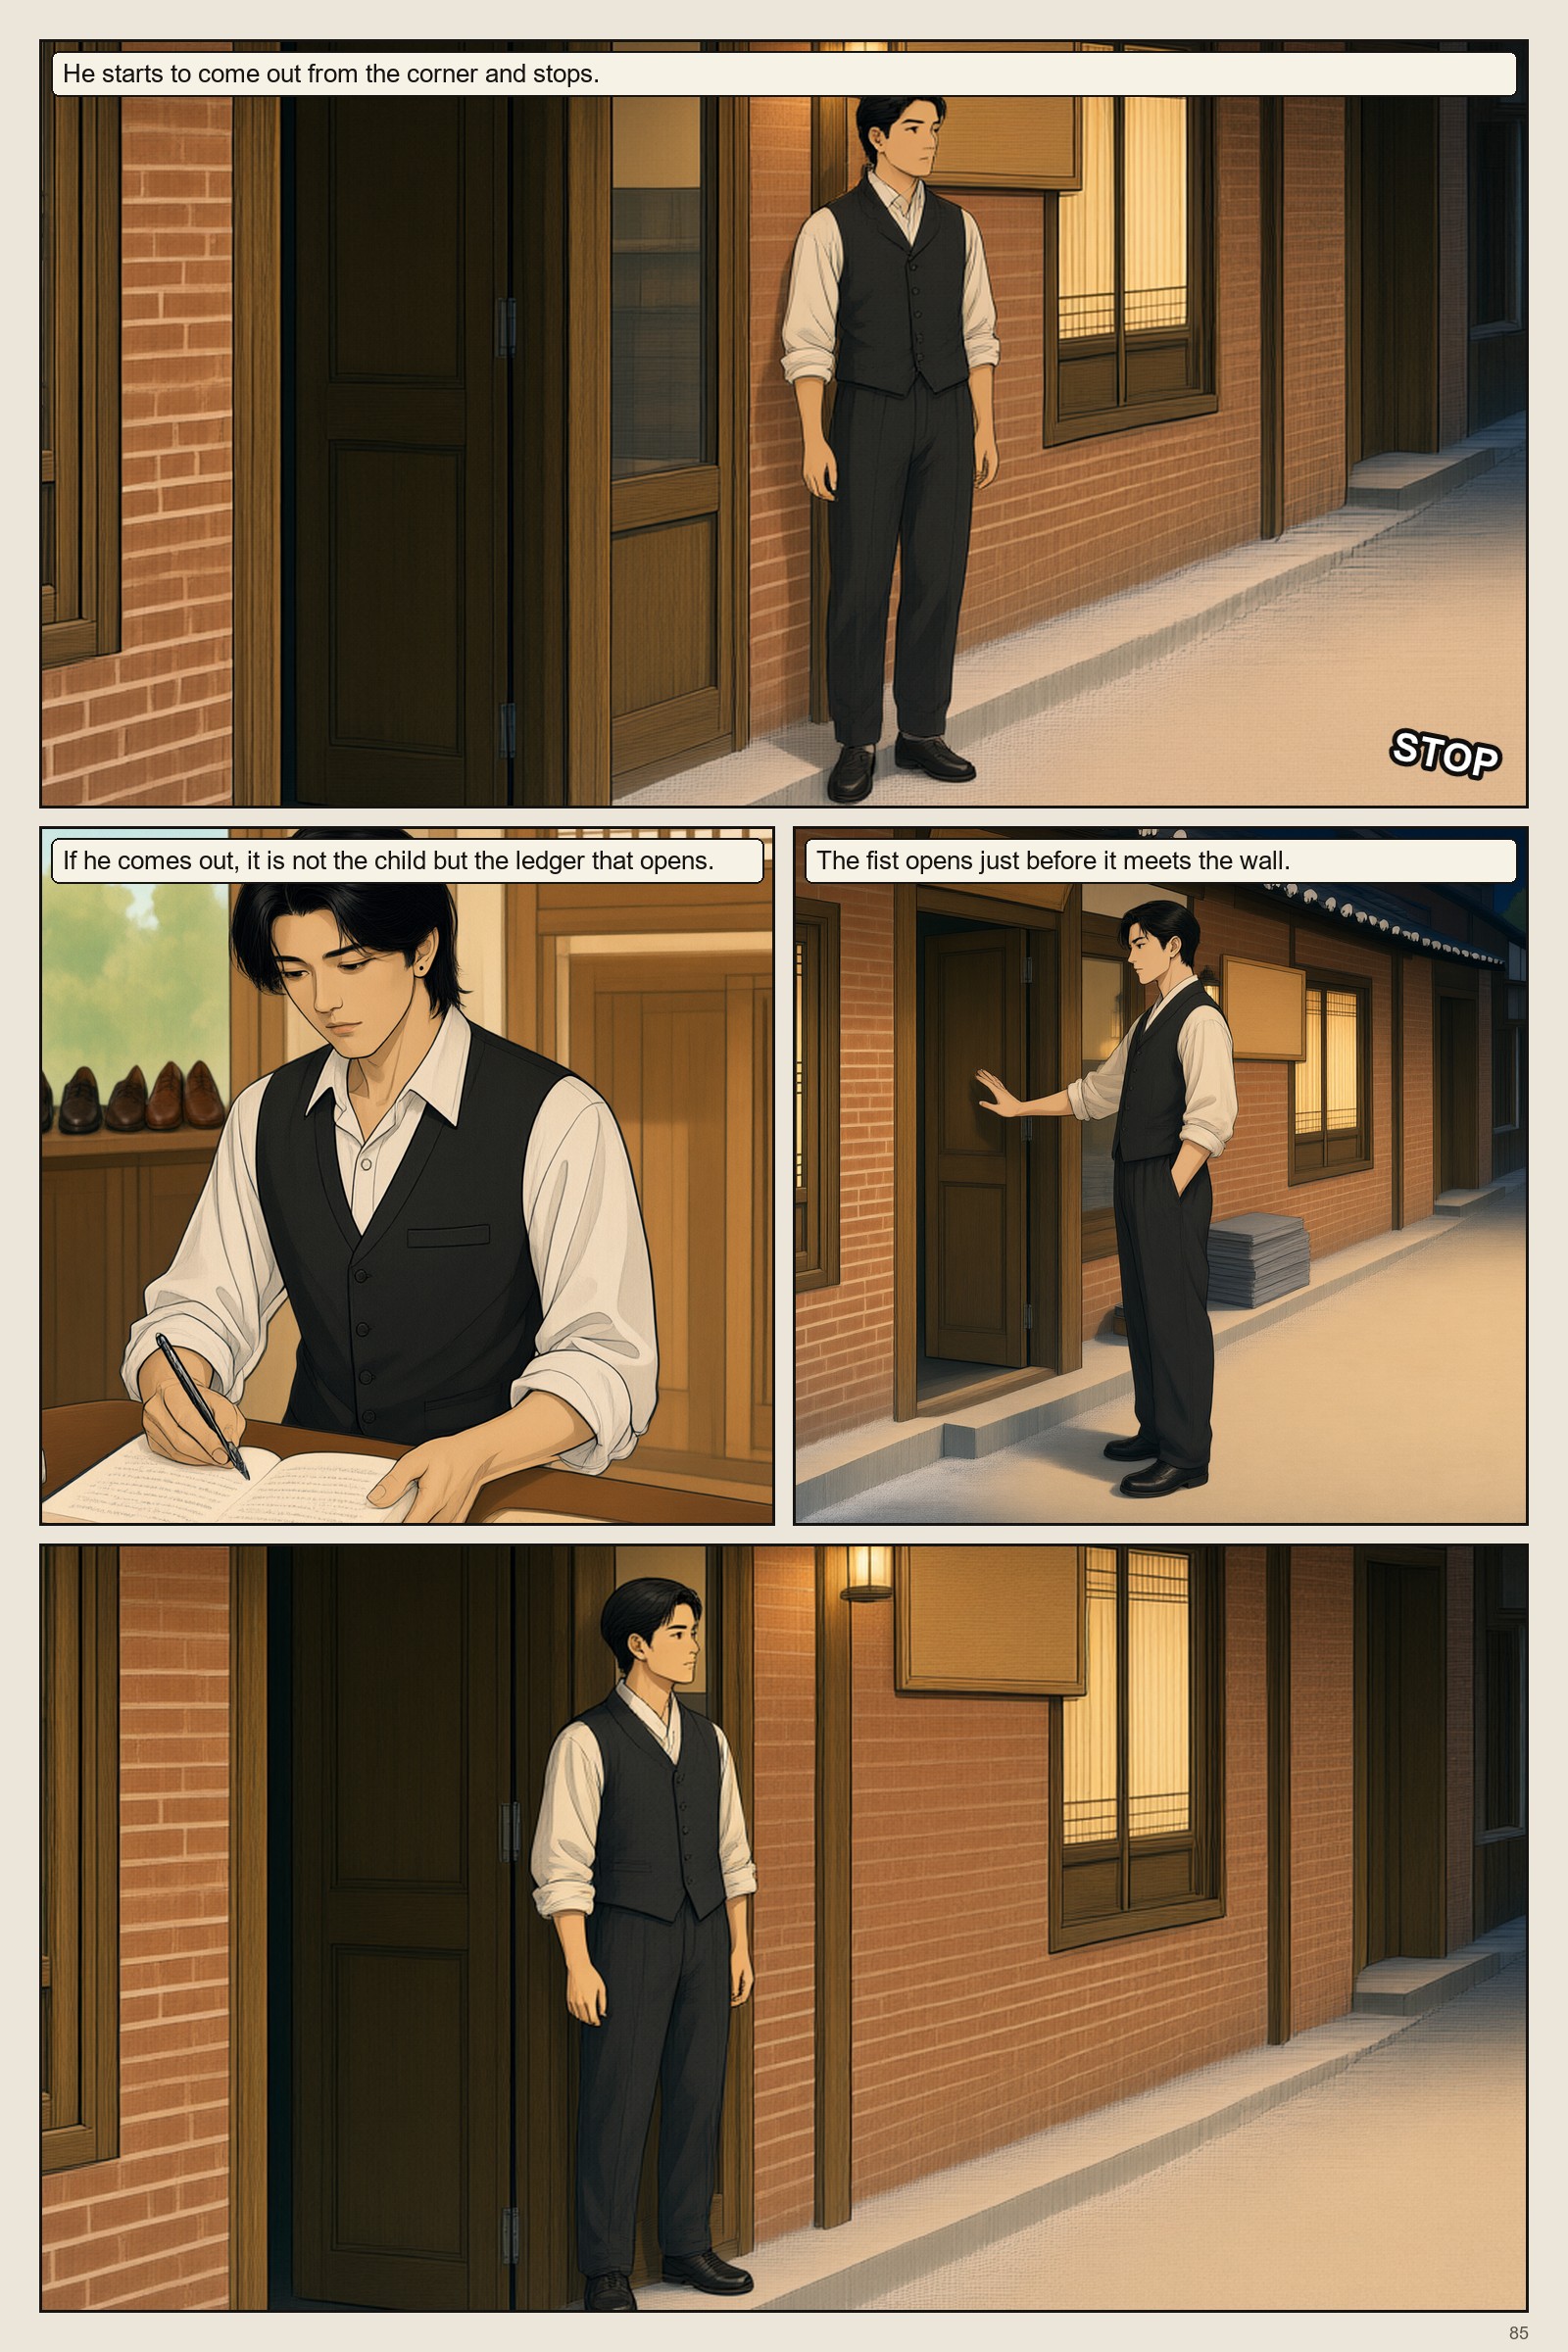 He starts to come out from the corner and stops.
STOP
If he comes out, it is not the child but the ledger that opens.
The fist opens just before it meets the wall.
85